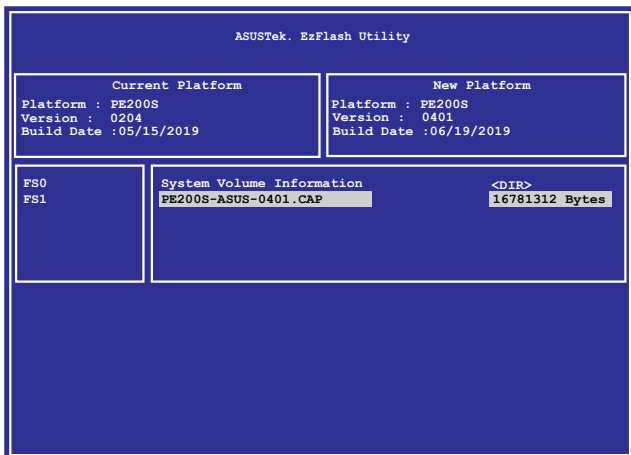 ASUSTek. EzFlash Utility
Current Platform
Platform : PE200S
Version : 0204
Build Date :05/15/2019
New Platform
Platform : PE200S
Version : 0401
Build Date :06/19/2019
FS0
FS1
System Volume Information <DIR>
PE200S-ASUS-0401.CAP 16781312 Bytes